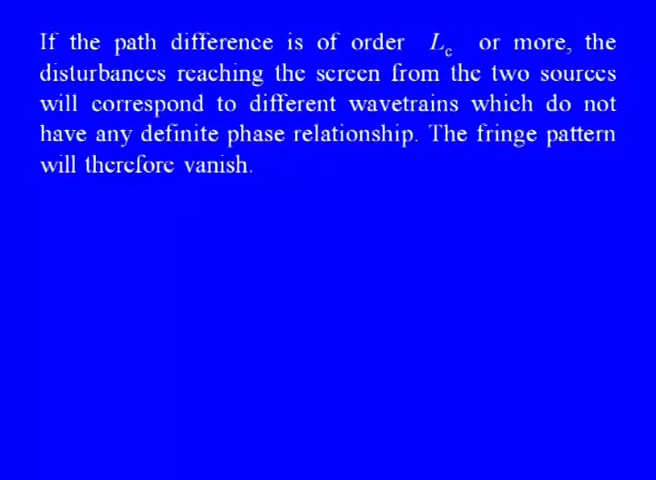 If the path difference is of order L_c or more, the
disturbances reaching the screen from the two sources
will correspond to different wavetrains which do not
have any definite phase relationship. The fringe pattern
will therefore vanish.